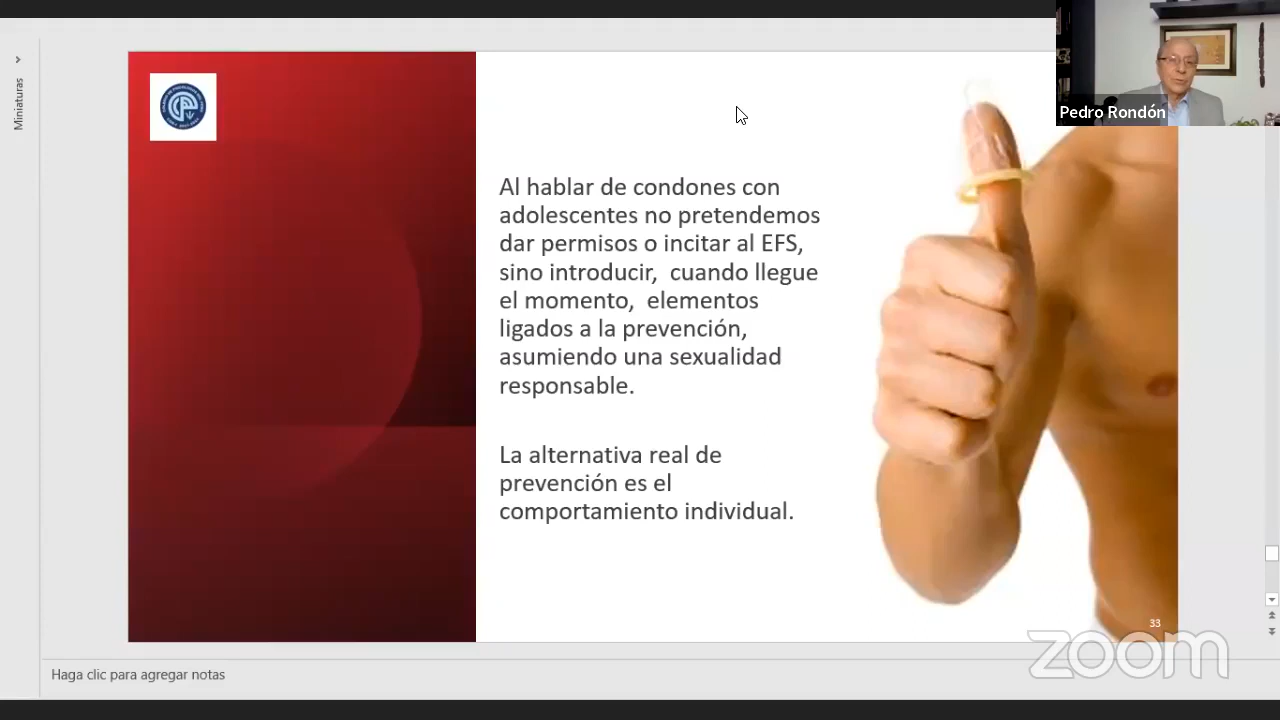 Miniaturas
Pedro Rondón
Al hablar de condones con
adolescentes no pretendemos
dar permisos o incitar al EFS,
sino introducir, cuando llegue
el momento, elementos
ligados a la prevención,
asumiendo una sexualidad
responsable.
La alternativa real de
prevención es el
comportamiento individual.
33
zoom
Haga clic para agregar notas